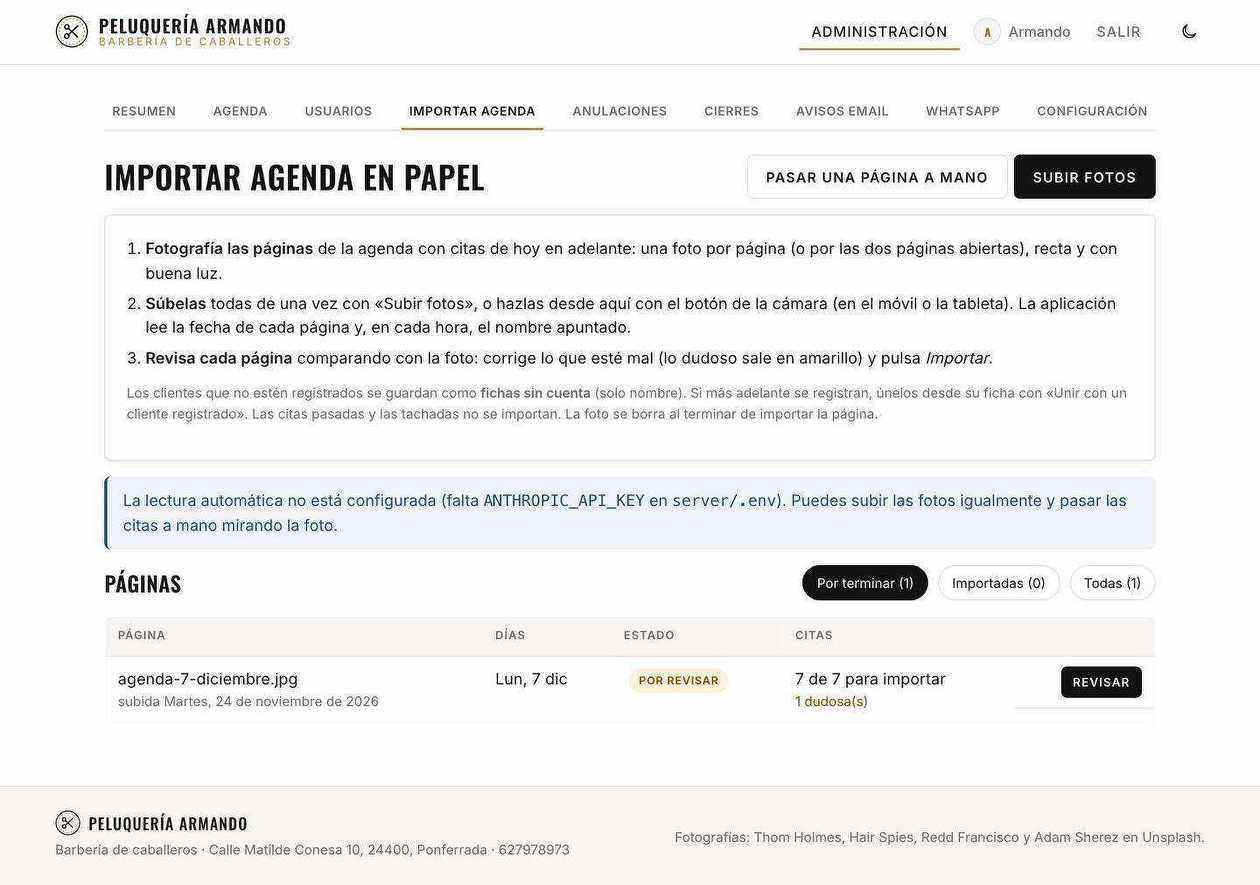 PELUQUERÍA ARMANDO
BARBERÍA DE CABALLEROS
ADMINISTRACIÓN
A
Armando
SALIR
RESUMEN
AGENDA
USUARIOS
IMPORTAR AGENDA
ANULACIONES
CIERRES
AVISOS EMAIL
WHATSAPP
CONFIGURACIÓN
IMPORTAR AGENDA EN PAPEL
PASAR UNA PÁGINA A MANO
SUBIR FOTOS
1. Fotografía las páginas de la agenda con citas de hoy en adelante: una foto por página (o por las dos páginas abiertas), recta y con
buena luz.
2. Súbelas todas de una vez con «Subir fotos», o hazlas desde aquí con el botón de la cámara (en el móvil o la tableta). La aplicación
lee la fecha de cada página y, en cada hora, el nombre apuntado.
3. Revisa cada página comparando con la foto: corrige lo que esté mal (lo dudoso sale en amarillo) y pulsa Importar.
Los clientes que no estén registrados se guardan como fichas sin cuenta (solo nombre). Si más adelante se registran, únelos desde su ficha con «Unir con un
cliente registrado». Las citas pasadas y las tachadas no se importan. La foto se borra al terminar de importar la página.
La lectura automática no está configurada (falta ANTHROPIC_API_KEY en server/.env). Puedes subir las fotos igualmente y pasar las
citas a mano mirando la foto.
PÁGINAS
Por terminar (1)
Importadas (0)
Todas (1)
PÁGINA
DÍAS
ESTADO
CITAS
agenda-7-diciembre.jpg
Lun, 7 dic
POR REVISAR
7 de 7 para importar
REVISAR
subida Martes, 24 de noviembre de 2026
1 dudosa(s)
PELUQUERÍA ARMANDO
Barbería de caballeros · Calle Matilde Conesa 10, 24400, Ponferrada · 627978973
Fotografías: Thom Holmes, Hair Spies, Redd Francisco y Adam Sherez en Unsplash.